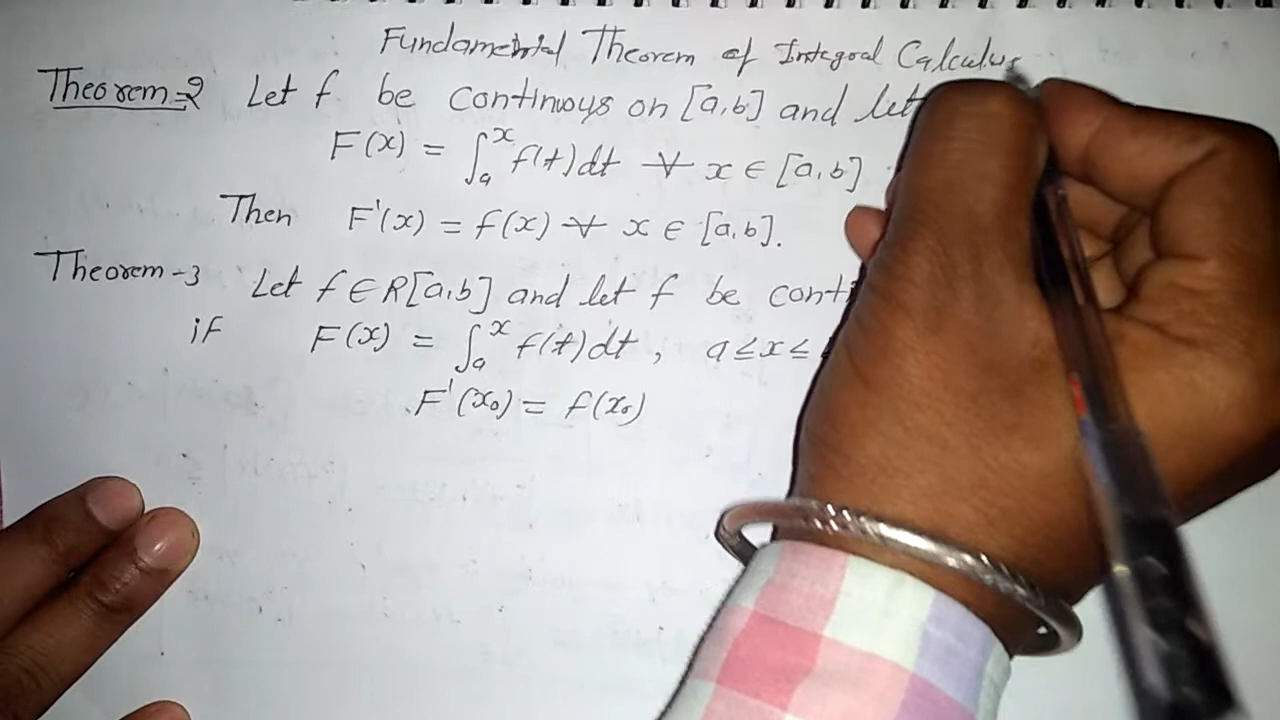 Fundamental Theorem of Integral Calculus
Theorem-2 Let f be continuoys on [a,b] and let
F(x) = ∫ₐˣ f(t)dt ∀ x ∈ [a,b]
Then F'(x) = f(x) ∀ x ∈ [a,b].
Theorem-3 Let f ∈ R[a,b] and let f be
if F(x) = ∫ₐˣ f(t)dt, a≤x≤
F'(x₀) = f(x₀)